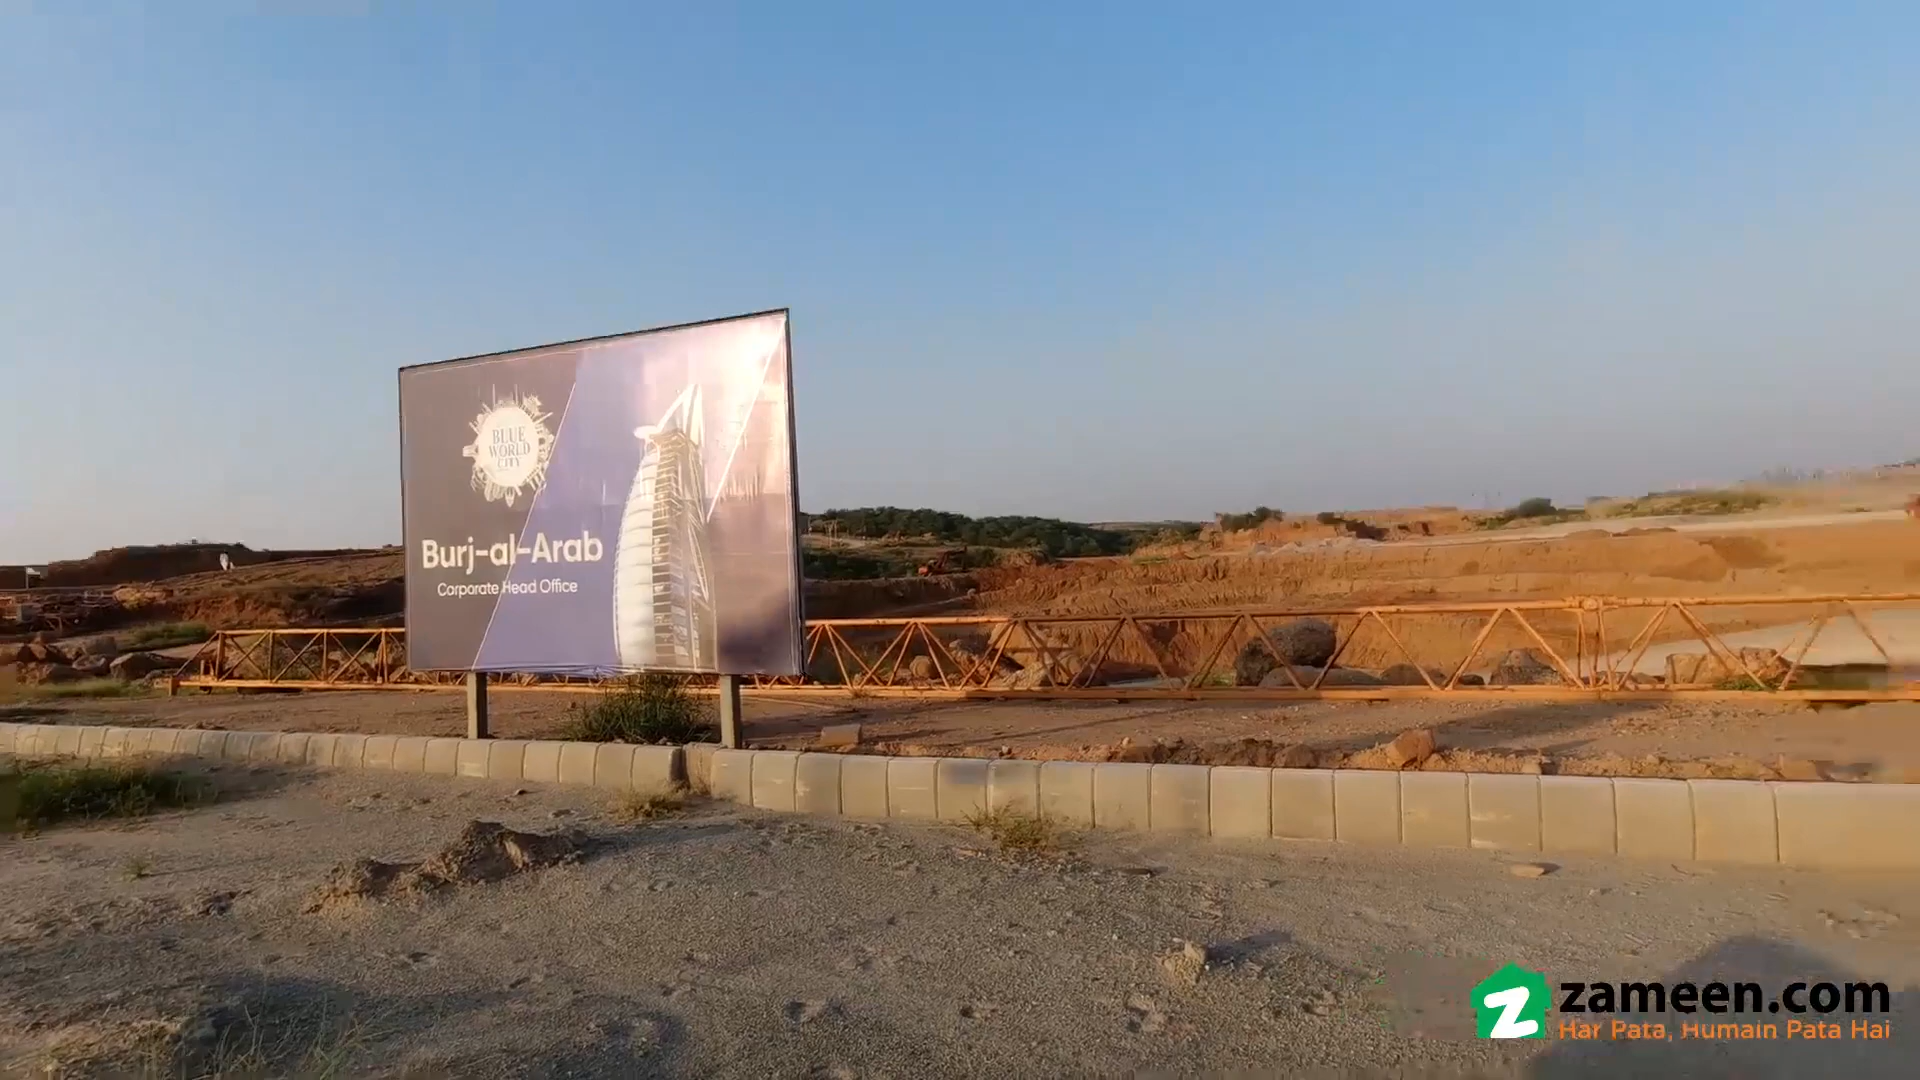 BLUE
WORLD
CITY
Burj-al-Arab
Corporate Head Office
zameen.com
Har Pata, Humain Pata Hai